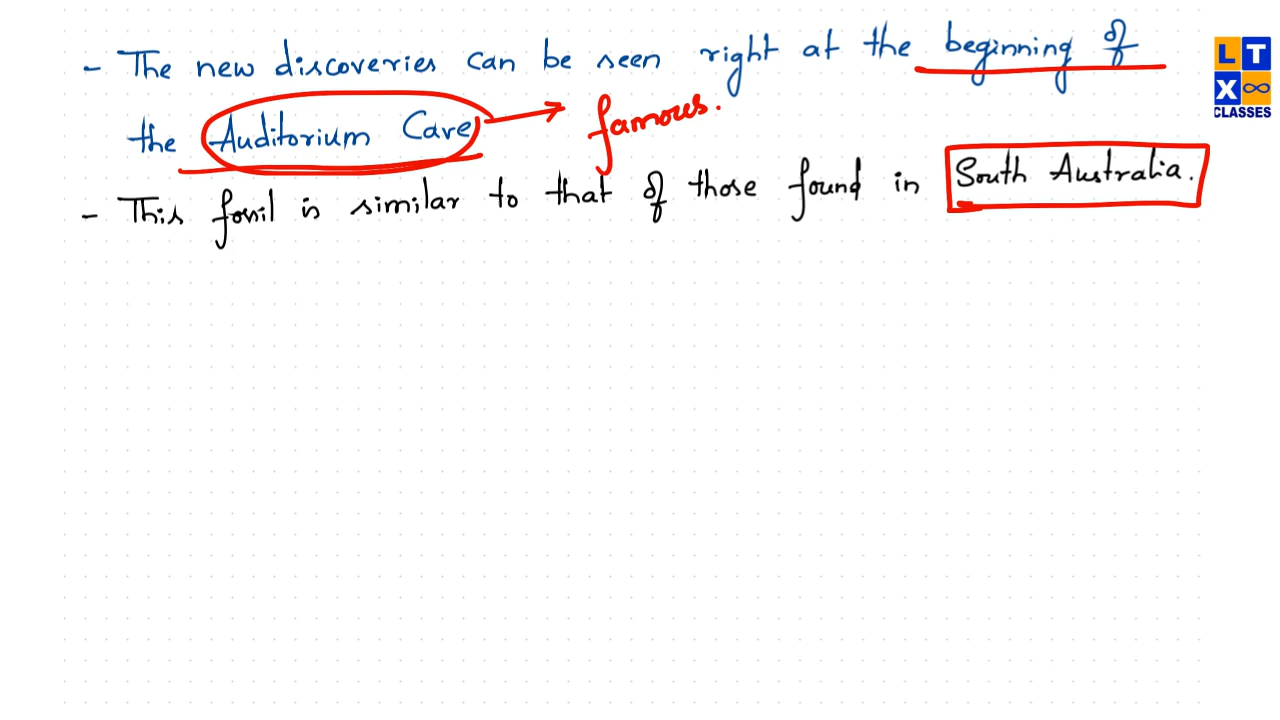 - The new discoveries can be seen right at the beginning of
the Auditorium Cave → famous.
- This fossil is similar to that of those found in South Australia.
LT
X∞
CLASSES